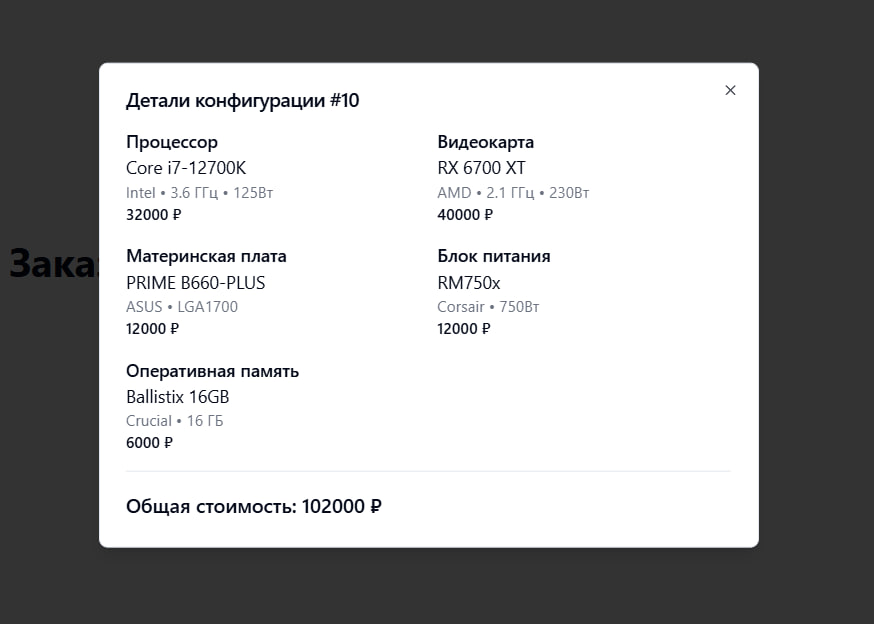 Детали конфигурации #10
Процессор
Core i7-12700K
Intel • 3.6 ГГц • 125Вт
32000 ₽
Видеокарта
RX 6700 XT
AMD • 2.1 ГГц • 230Вт
40000 ₽
Материнская плата
PRIME B660-PLUS
ASUS • LGA1700
12000 ₽
Блок питания
RM750x
Corsair • 750Вт
12000 ₽
Оперативная память
Ballistix 16GB
Crucial • 16 ГБ
6000 ₽
Общая стоимость: 102000 ₽